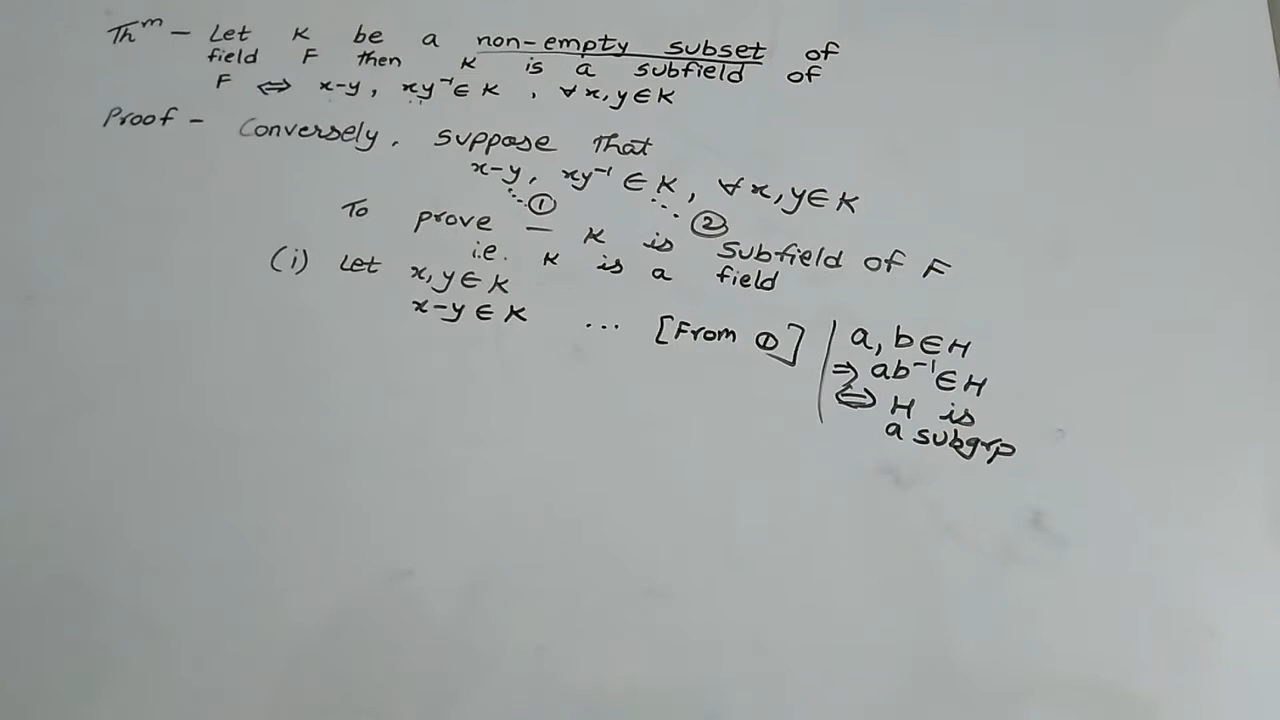 Thᵐ - Let K be a non-empty subset of
field F then K is a subfield of
F ⇔ x-y, xy⁻¹ ∈ K, ∀ x, y ∈ K
Proof - Conversely, suppose that
x-y, xy⁻¹ ∈ K, ∀ x, y ∈ K
... ① ... ②
To prove - K is subfield of F
i.e. K is a field
(i) Let x, y ∈ K
x-y ∈ K ... [From ①]
a, b ∈ H
⇒ ab⁻¹ ∈ H
⇔ H is
a subgrp